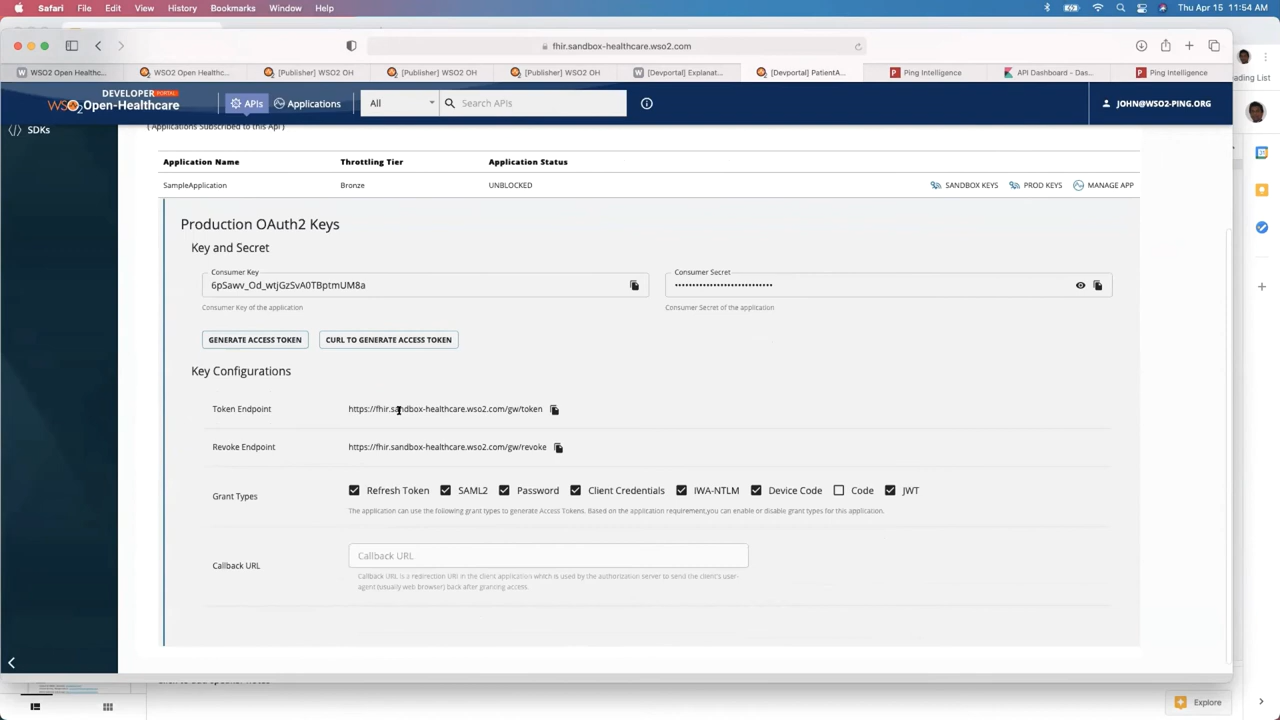 Safari File Edit View History Bookmarks Window Help Thu Apr 15 11:54 AM
fhir.sandbox-healthcare.wso2.com
WSO2 Open Healthc... WSO2 Open Healthc... [Publisher] WSO2 OH [Publisher] WSO2 OH [Publisher] WSO2 OH [Devportal] Explanat... [Devportal] PatientA... Ping Intelligence API Dashboard - Das... Ping Intelligence
ading List
DEVELOPER PORTAL
WSO2 Open-Healthcare APIs Applications All Search APIs JOHN@WSO2-PING.ORG
SDKs
( Applications Subscribed to this Api )
Application Name Throttling Tier Application Status
SampleApplication Bronze UNBLOCKED SANDBOX KEYS PROD KEYS MANAGE APP
Production OAuth2 Keys
Key and Secret
Consumer Key Consumer Secret
6pSawv_Od_wtjGzSvA0TBptmUM8a ••••••••••••••••••••••••••••
Consumer Key of the application Consumer Secret of the application
GENERATE ACCESS TOKEN CURL TO GENERATE ACCESS TOKEN
Key Configurations
Token Endpoint https://fhir.sandbox-healthcare.wso2.com/gw/token
Revoke Endpoint https://fhir.sandbox-healthcare.wso2.com/gw/revoke
Grant Types Refresh Token SAML2 Password Client Credentials IWA-NTLM Device Code Code JWT
The application can use the following grant types to generate Access Tokens. Based on the application requirement,you can enable or disable grant types for this application.
Callback URL Callback URL
Callback URL is a redirection URI in the client application which is used by the authorization server to send the client's user-
agent (usually web browser) back after granting access.
Explore